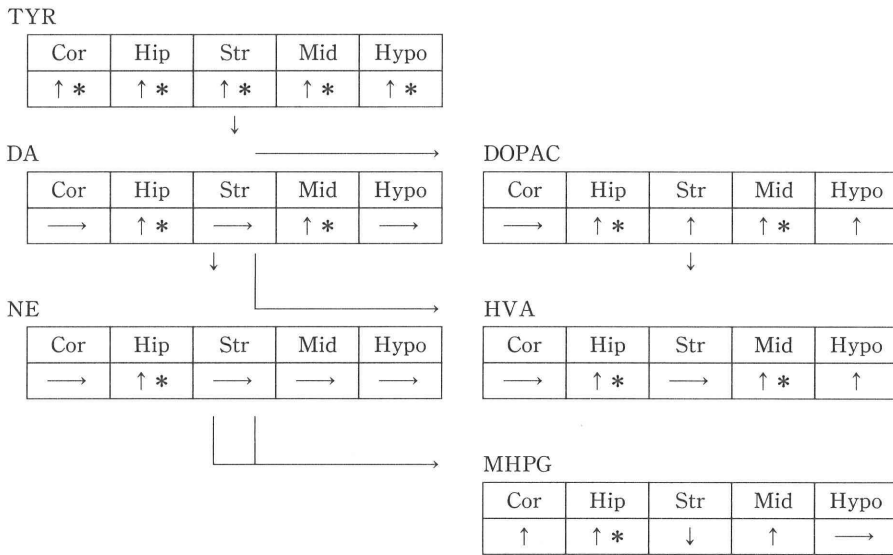 TYR
Cor Hip Str Mid Hypo
↑ * ↑ * ↑ * ↑ * ↑ *
↓
DA DOPAC
Cor Hip Str Mid Hypo Cor Hip Str Mid Hypo
→ ↑ * → ↑ * → → ↑ * ↑ ↑ * ↑
↓ ↓
NE HVA
Cor Hip Str Mid Hypo Cor Hip Str Mid Hypo
→ ↑ * → → → → ↑ * → ↑ * ↑
MHPG
Cor Hip Str Mid Hypo
↑ ↑ * ↓ ↑ →